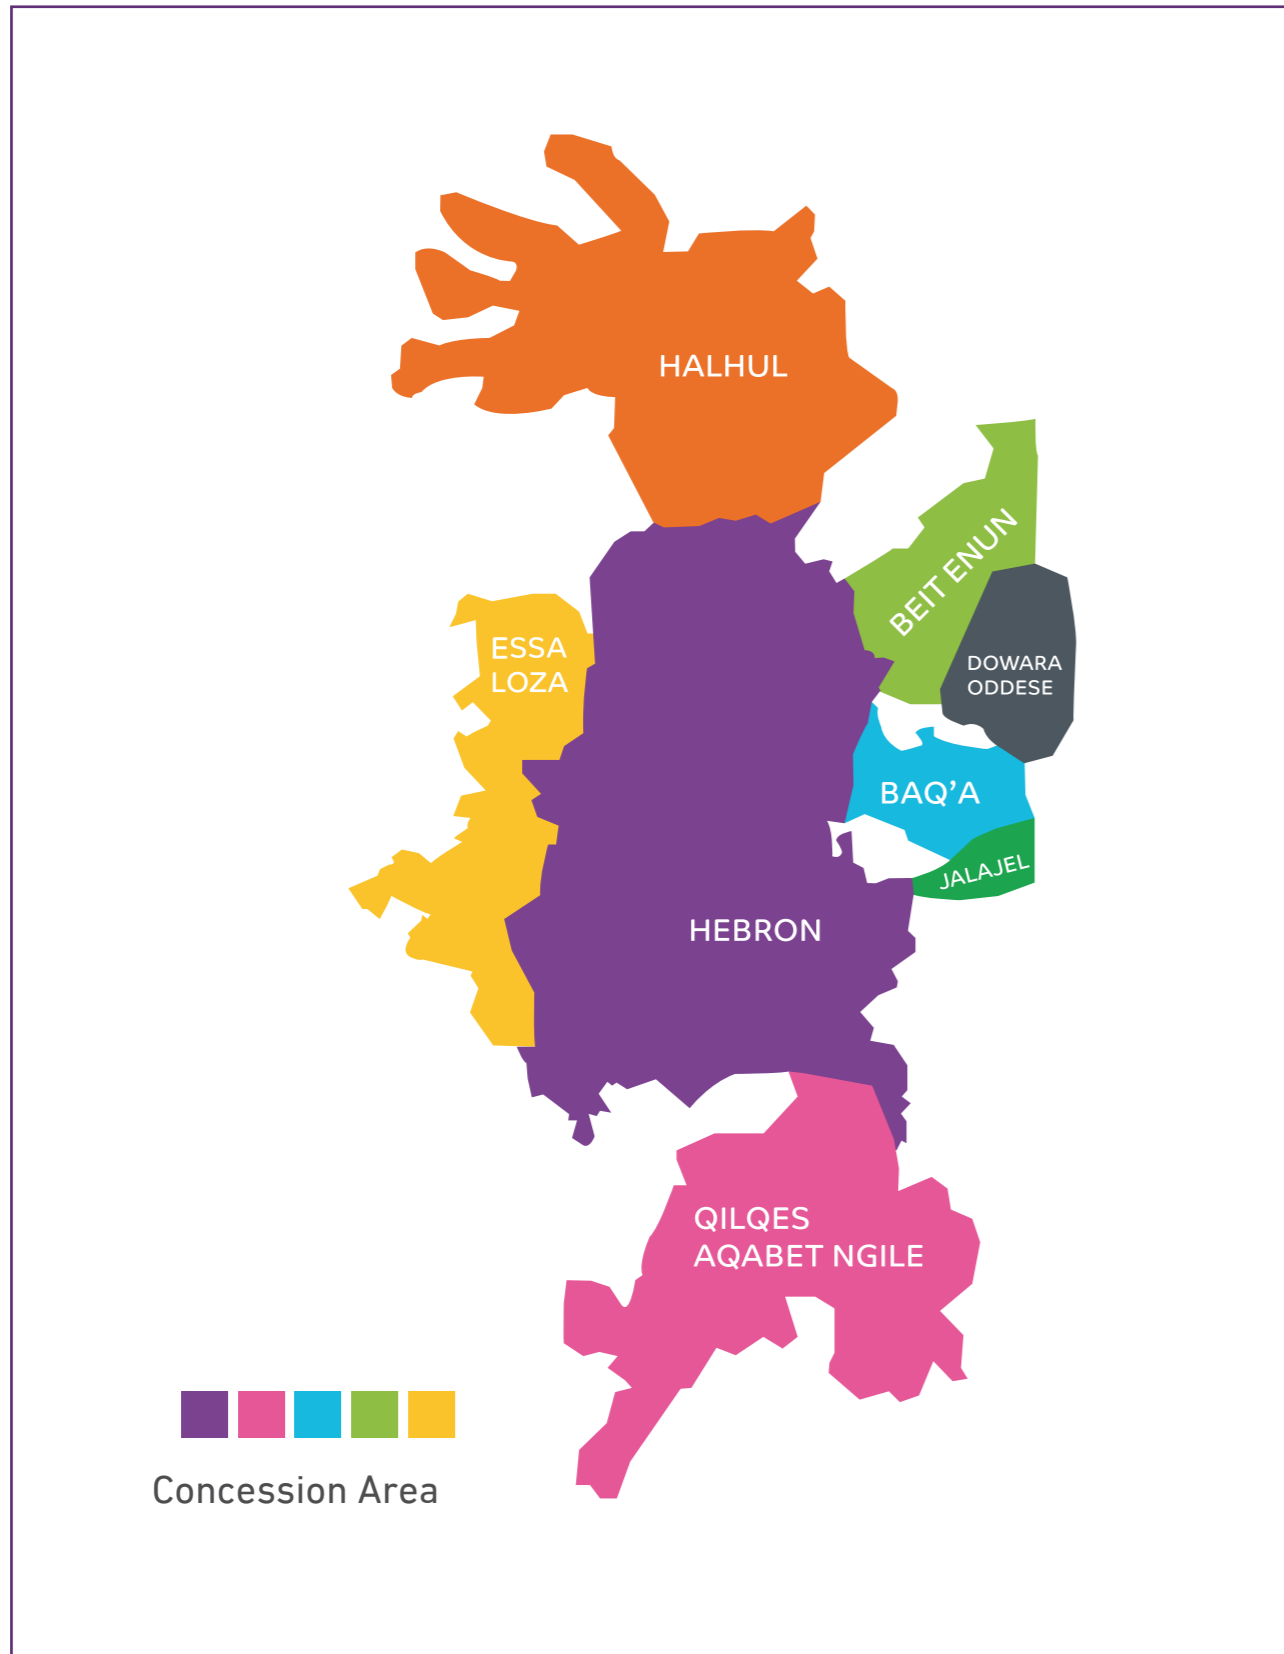 HALHUL
BEIT ENUN
ESSA
LOZA
DOWARA
ODDESE
BAQ’A
JALAJEL
HEBRON
QILQES
AQABET NGILE
Concession Area